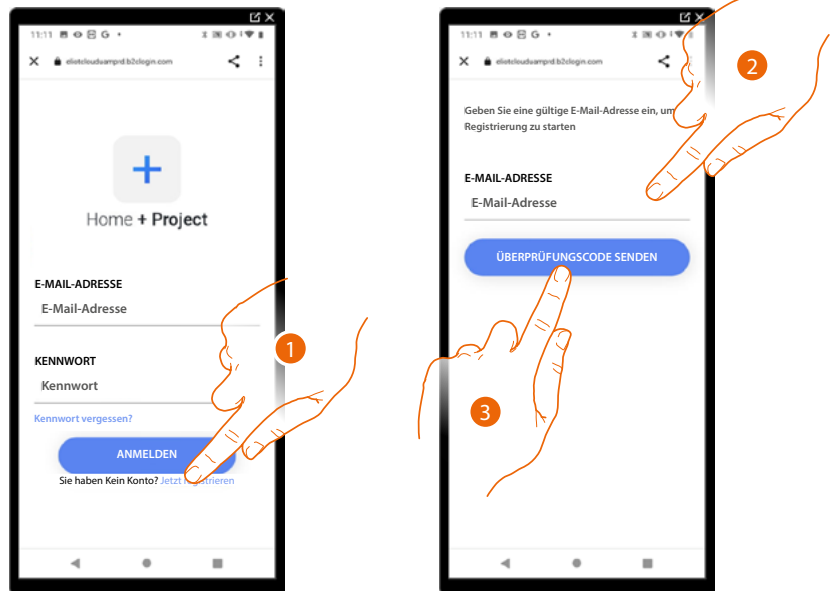 11:11 G
eliotclouduamprd.b2clogin.com
Home + Project
E-MAIL-ADRESSE
E-Mail-Adresse
KENNWORT
Kennwort
Kennwort vergessen?
ANMELDEN
Sie haben Kein Konto? Jetzt registrieren
1
11:11 G
eliotclouduamprd.b2clogin.com
Geben Sie eine gültige E-Mail-Adresse ein, um
Registrierung zu starten
E-MAIL-ADRESSE
E-Mail-Adresse
ÜBERPRÜFUNGSCODE SENDEN
2
3